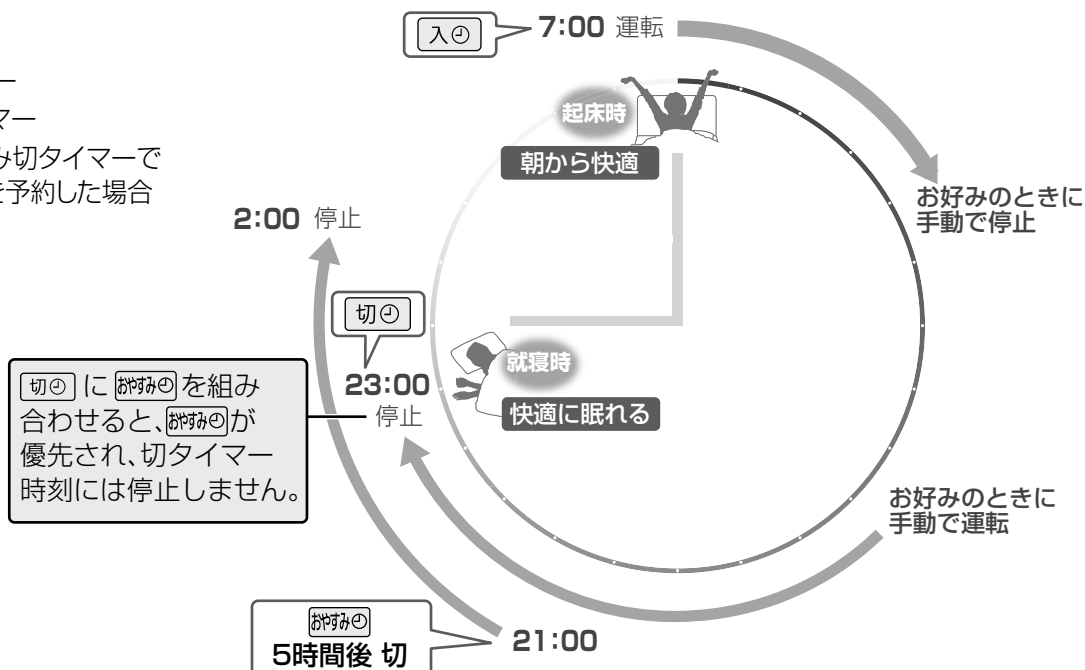 入
7:00 運転
ー
マー
み切タイマーで
を予約した場合
起床時
朝から快適
お好みのときに
手動で停止
2:00 停止
切
23:00
停止
就寝時
快適に眠れる
切 に おやすみ を組み
合わせると、おやすみ が
優先され、切タイマー
時刻には停止しません。
お好みのときに
手動で運転
おやすみ
5時間後 切
21:00